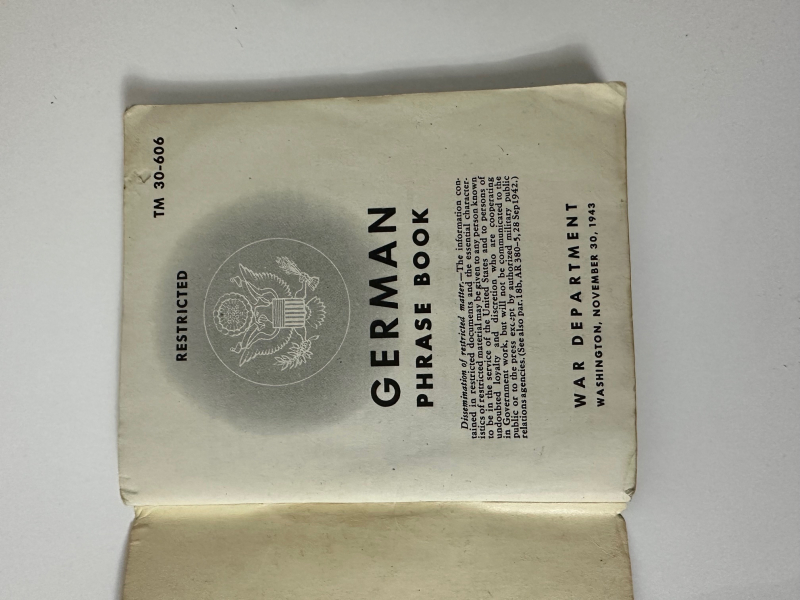 TM 30-606
RESTRICTED
GERMAN
PHRASE BOOK
Dissemination of restricted matter.—The information con-
tained in restricted documents and the essential character-
istics of restricted material may be given to any person known
to be in the service of the United States and to persons of
undoubted loyalty and discretion who are cooperating
in Government work, but will not be communicated to the
public or to the press except by authorized military public
relations agencies. (See also par. 18b, AR 380-5, 28 Sep 1942.)
WAR DEPARTMENT
WASHINGTON, NOVEMBER 30, 1943